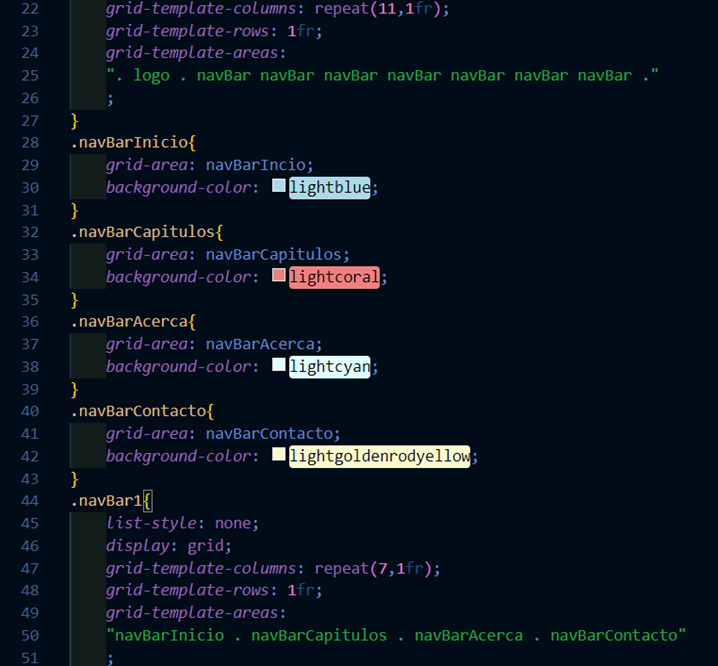 22 grid-template-columns: repeat(11,1fr);
23 grid-template-rows: 1fr;
24 grid-template-areas:
25 ". logo . navBar navBar navBar navBar navBar navBar navBar ."
26 ;
27 }
28 .navBarInicio{
29 grid-area: navBarIncio;
30 background-color: lightblue;
31 }
32 .navBarCapitulos{
33 grid-area: navBarCapitulos;
34 background-color: lightcoral;
35 }
36 .navBarAcerca{
37 grid-area: navBarAcerca;
38 background-color: lightcyan;
39 }
40 .navBarContacto{
41 grid-area: navBarContacto;
42 background-color: lightgoldenrodyellow;
43 }
44 .navBar1{
45 list-style: none;
46 display: grid;
47 grid-template-columns: repeat(7,1fr);
48 grid-template-rows: 1fr;
49 grid-template-areas:
50 "navBarInicio . navBarCapitulos . navBarAcerca . navBarContacto"
51 ;